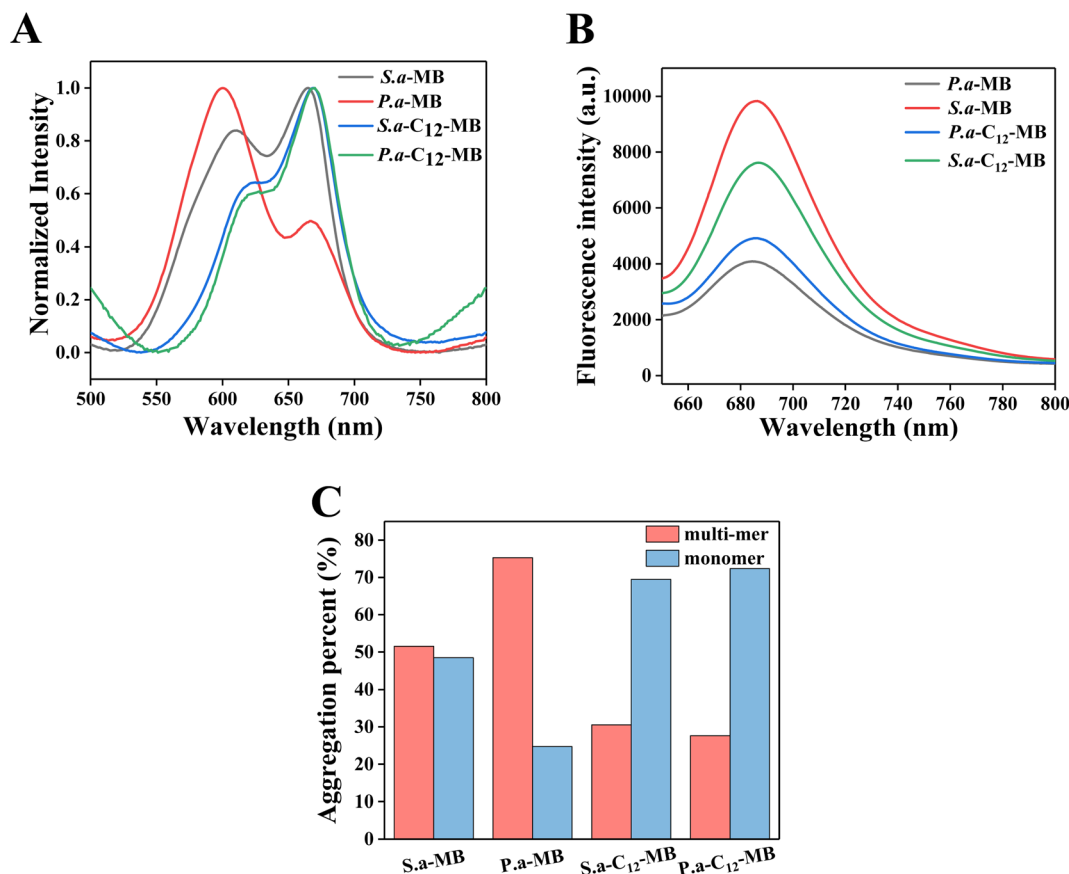 A
Normalized Intensity
1.0
0.8
0.6
0.4
0.2
0.0
S.a-MB
P.a-MB
S.a-C₁₂-MB
P.a-C₁₂-MB
500 550 600 650 700 750 800
Wavelength (nm)
B
Fluorescence intensity (a.u.)
10000
8000
6000
4000
2000
0
P.a-MB
S.a-MB
P.a-C₁₂-MB
S.a-C₁₂-MB
660 680 700 720 740 760 780 800
Wavelength (nm)
C
Aggregation percent (%)
80
70
60
50
40
30
20
10
0
multi-mer
monomer
S.a-MB P.a-MB S.a-C₁₂-MB P.a-C₁₂-MB